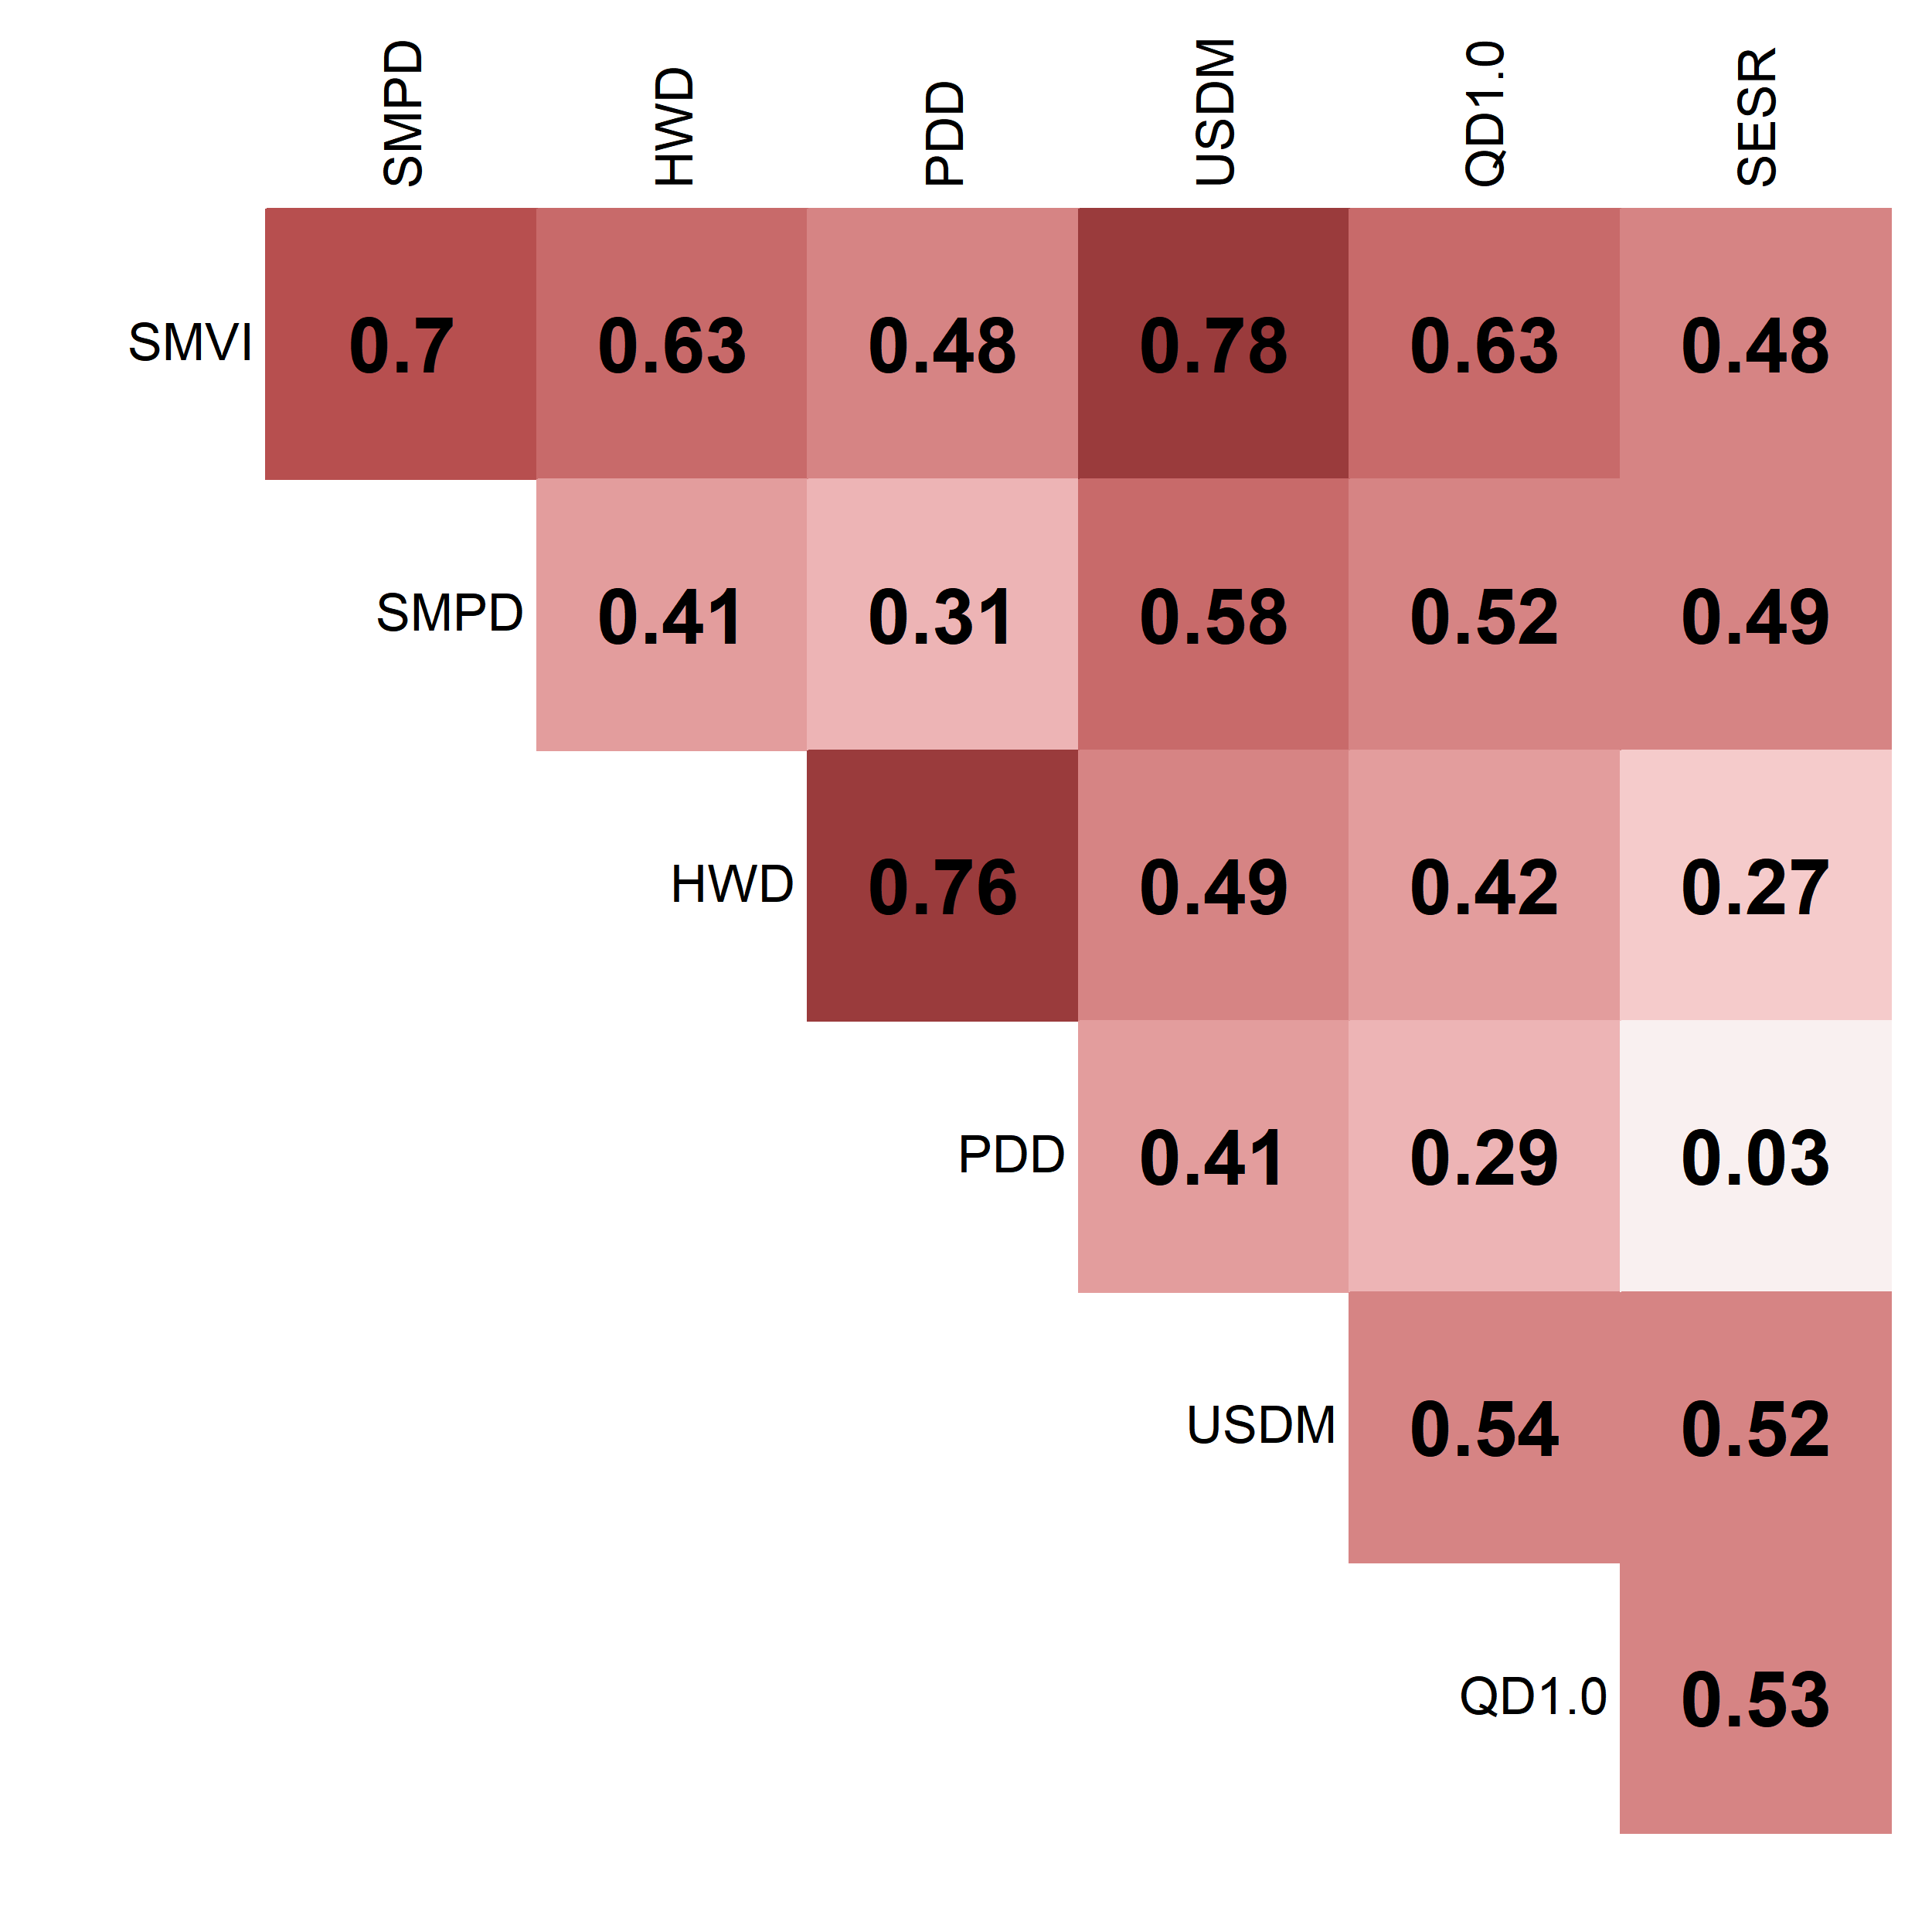 SMPD HWD PDD USDM QD1.0 SESR
SMVI 0.7 0.63 0.48 0.78 0.63 0.48
SMPD 0.41 0.31 0.58 0.52 0.49
HWD 0.76 0.49 0.42 0.27
PDD 0.41 0.29 0.03
USDM 0.54 0.52
QD1.0 0.53